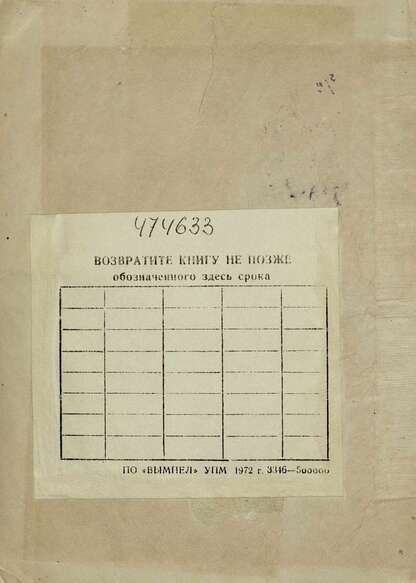 474633
ВОЗВРАТИТЕ КНИГУ НЕ ПОЗЖЕ
обозначенного здесь срока
ПО «ВЫМПЕЛ» УПМ 1972 г. 3346—500000